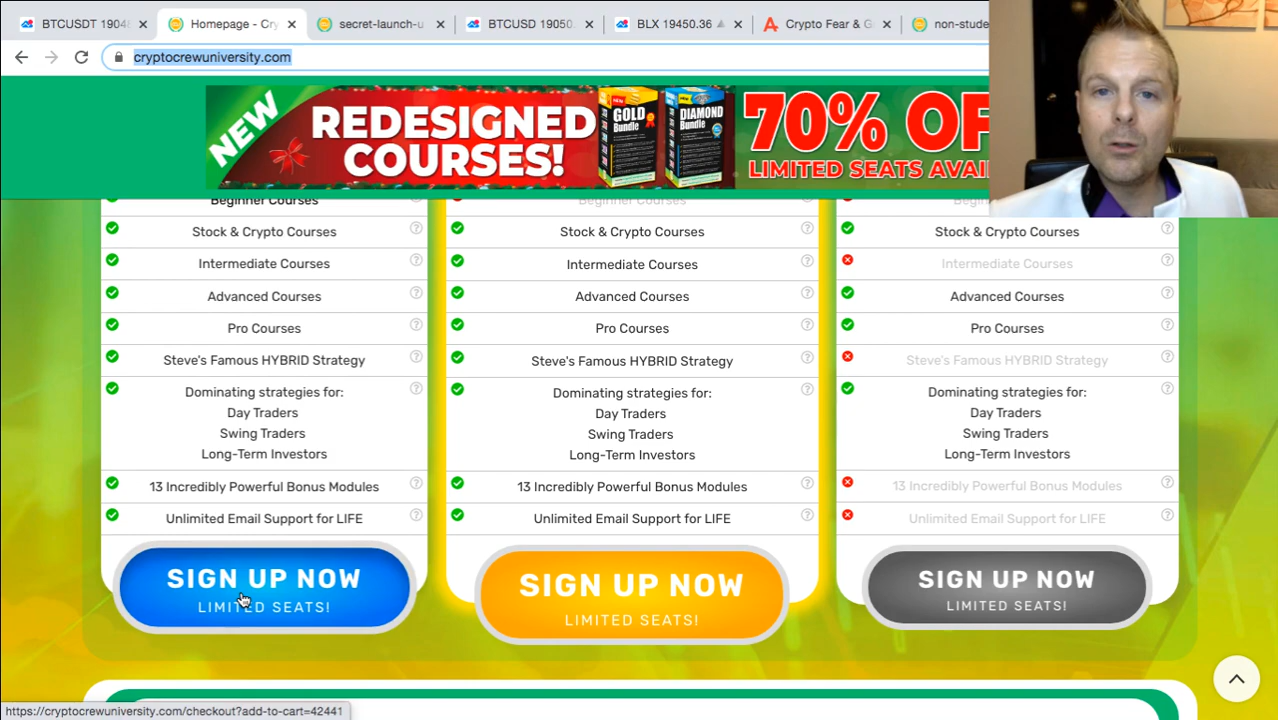 BTCUSDT 1904
Homepage - Cry
secret-launch-u
BTCUSD 19050
BLX 19450.36
Crypto Fear & G
non-stude
cryptocrewuniversity.com
NEW
REDESIGNED
COURSES!
GOLD
Bundle
DIAMOND
Bundle
70% OF
LIMITED SEATS AVAI
Beginner Courses
Stock & Crypto Courses
Intermediate Courses
Advanced Courses
Pro Courses
Steve's Famous HYBRID Strategy
Dominating strategies for:
Day Traders
Swing Traders
Long-Term Investors
13 Incredibly Powerful Bonus Modules
Unlimited Email Support for LIFE
SIGN UP NOW
LIMITED SEATS!
Beginner Courses
Stock & Crypto Courses
Intermediate Courses
Advanced Courses
Pro Courses
Steve's Famous HYBRID Strategy
Dominating strategies for:
Day Traders
Swing Traders
Long-Term Investors
13 Incredibly Powerful Bonus Modules
Unlimited Email Support for LIFE
SIGN UP NOW
LIMITED SEATS!
Stock & Crypto Courses
Intermediate Courses
Advanced Courses
Pro Courses
Steve's Famous HYBRID Strategy
Dominating strategies for:
Day Traders
Swing Traders
Long-Term Investors
13 Incredibly Powerful Bonus Modules
Unlimited Email Support for LIFE
SIGN UP NOW
LIMITED SEATS!
https://cryptocrewuniversity.com/checkout?add-to-cart=42441